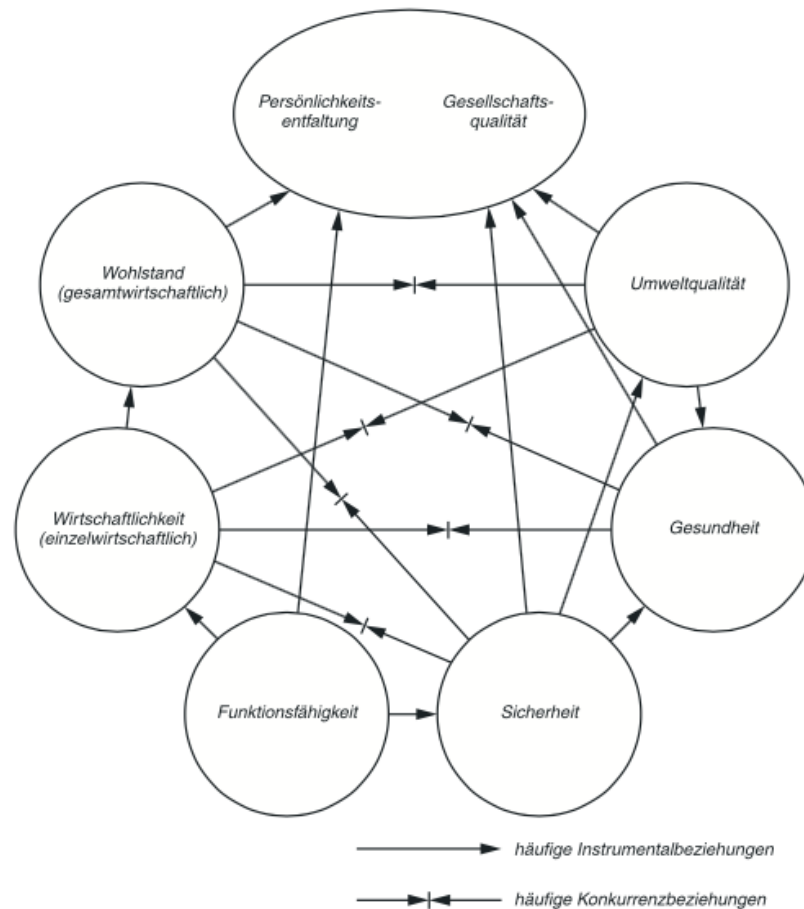 Persönlichkeits-
entfaltung
Gesellschafts-
qualität
Wohlstand
(gesamtwirtschaftlich)
Umweltqualität
Wirtschaftlichkeit
(einzelwirtschaftlich)
Gesundheit
Funktionsfähigkeit
Sicherheit
häufige Instrumentalbeziehungen
häufige Konkurrenzbeziehungen